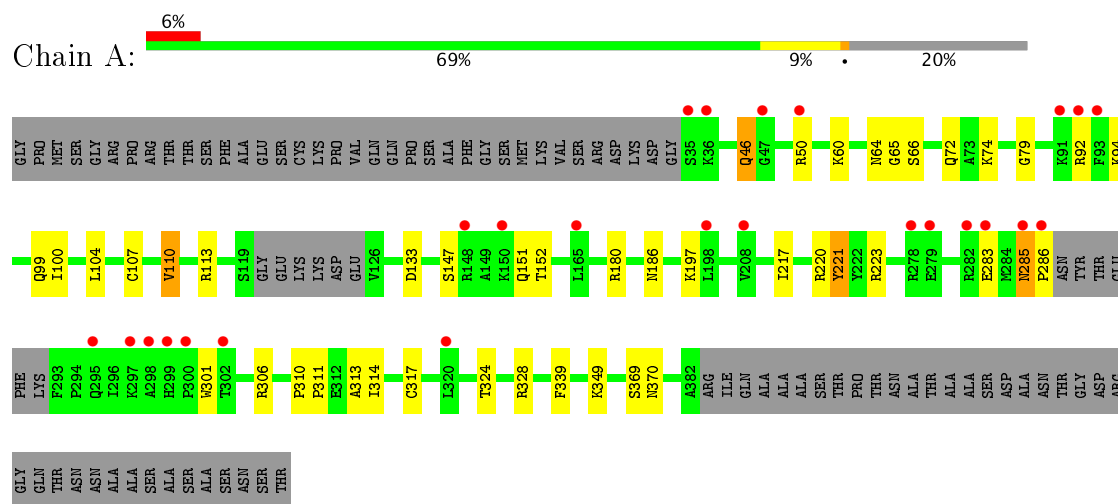 6%
Chain A:
69% 9% • 20%
GLY PRO MET SER GLY ARG PRO ARG THR THR SER PHE ALA GLU SER CYS LYS PRO VAL GLN GLN PRO SER ALA PHE GLY SER MET LYS VAL SER ARG ASP LYS ASP GLY S35 K36 Q46 G47 R50 K60 N64 G65 S66 Q72 A73 K74 G79 K91 R92 F93 K94
Q99 I100 L104 C107 V110 R113 S119 GLY GLU LYS LYS ASP GLU V126 D133 S147 R148 A149 K150 Q151 T152 L165 R180 N186 K197 L198 V208 I217 R220 Y221 Y222 R223 R278 E279 R282 E283 M284 N285 P286 ASN TYR THR GLU
PHE LYS F293 P294 Q295 I296 K297 A298 H299 P300 W301 T302 R306 P310 P311 E312 A313 I314 C317 L320 T324 R328 F339 K349 S369 N370 A382 ARG ILE GLN ALA ALA ALA SER THR PRO THR ASN ALA THR ALA ALA SER ASP ALA ASN THR GLY ASP ARG
GLY GLN THR ASN ASN ALA ALA SER ALA SER ALA SER ASN SER THR